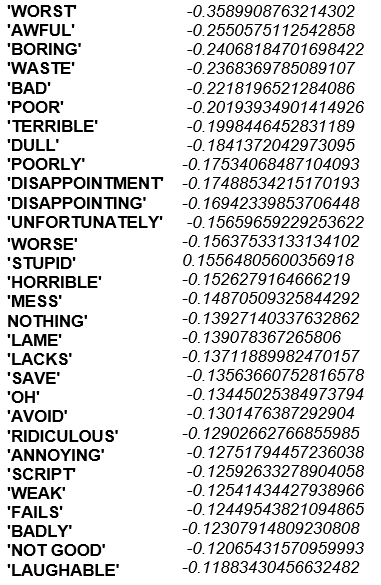 'WORST' -0.3589908763214302
'AWFUL' -0.2550575112542858
'BORING' -0.24068184701698422
'WASTE' -0.2368369785089107
'BAD' -0.2218196521284086
'POOR' -0.20193934901414926
'TERRIBLE' -0.1998446452831189
'DULL' -0.1841372042973095
'POORLY' -0.17534068487104093
'DISAPPOINTMENT' -0.17488534215170193
'DISAPPOINTING' -0.16942339853706448
'UNFORTUNATELY' -0.15659659229253622
'WORSE' -0.15637533133134102
'STUPID' 0.15564805600356918
'HORRIBLE' -0.1526279164666219
'MESS' -0.14870509325844292
NOTHING' -0.13927140337632862
'LAME' -0.139078367265806
'LACKS' -0.13711889982470157
'SAVE' -0.13563660752816578
'OH' -0.13445025384973794
'AVOID' -0.1301476387292904
'RIDICULOUS' -0.12902662766855985
'ANNOYING' -0.12751794457236038
'SCRIPT' -0.12592633278904058
'WEAK' -0.12541434427938966
'FAILS' -0.12449543821094865
'BADLY' -0.12307914809230808
'NOT GOOD' -0.12065431570959993
'LAUGHABLE' -0.11883430456632482